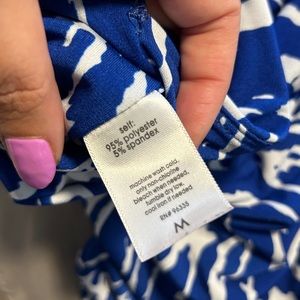 self:
95% polyester
5% spandex
machine wash cold,
only non-chlorine
bleach when needed,
tumble dry low,
cool iron if needed
RN# 96335
M